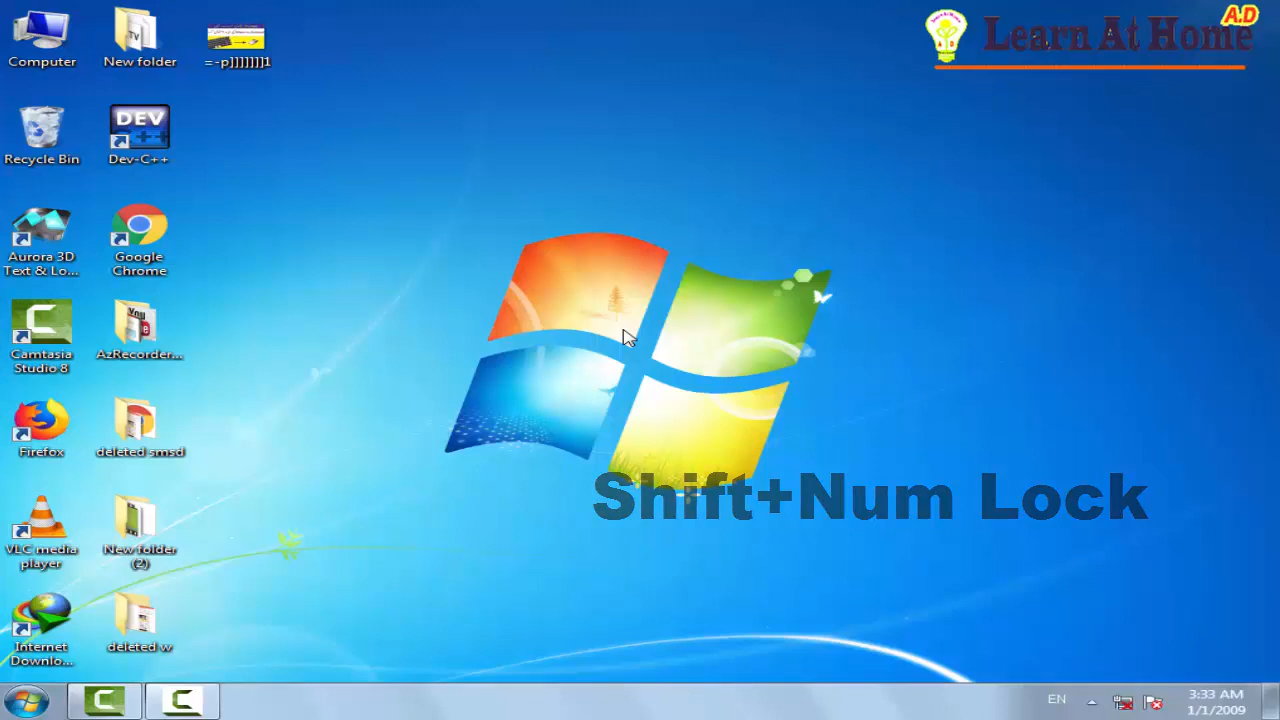 Computer
New folder
=-p]]]]]]]1
A.D
Learn At Home
Recycle Bin
DEV
C++
Dev-C++
Aurora 3D
Text & Lo...
Google
Chrome
Camtasia
Studio 8
You
AzRecorder...
Firefox
deleted smsd
Shift+Num Lock
VLC media
player
New folder
(2)
Internet
Downlo...
deleted w
EN
3:33 AM
1/1/2009